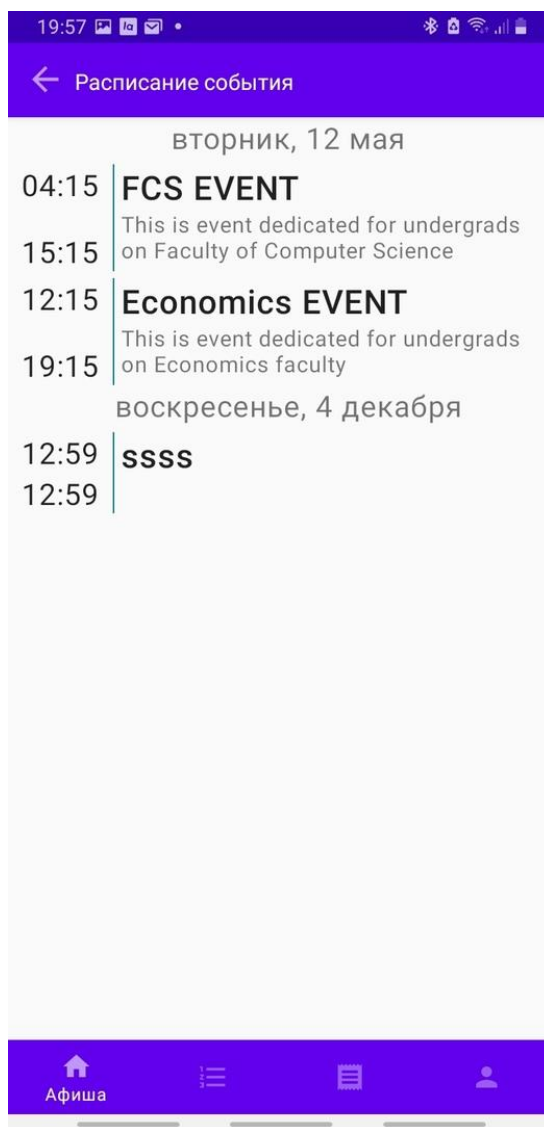 19:57
Расписание события
вторник, 12 мая
04:15 FCS EVENT
This is event dedicated for undergrads
15:15 on Faculty of Computer Science
12:15 Economics EVENT
This is event dedicated for undergrads
19:15 on Economics faculty
воскресенье, 4 декабря
12:59 ssss
12:59
Афиша